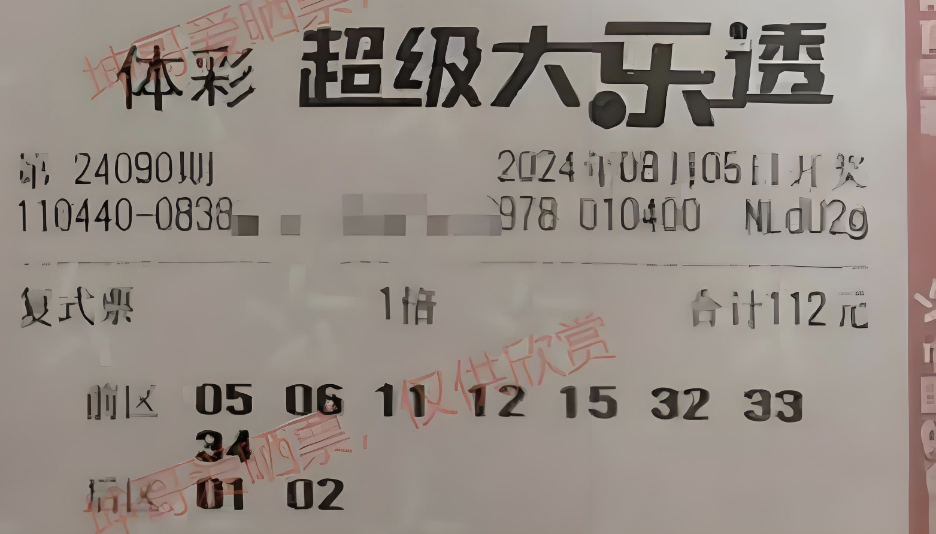 坤哥爱晒票
体彩 超级大乐透
第 24090期 2024年08月05日开奖
110440-0838 978 010400 NLdU2g
复式票 1倍 合计112元
仅供欣赏
前区 05 06 11 12 15 32 33
34
坤哥爱晒票,
后区 01 02